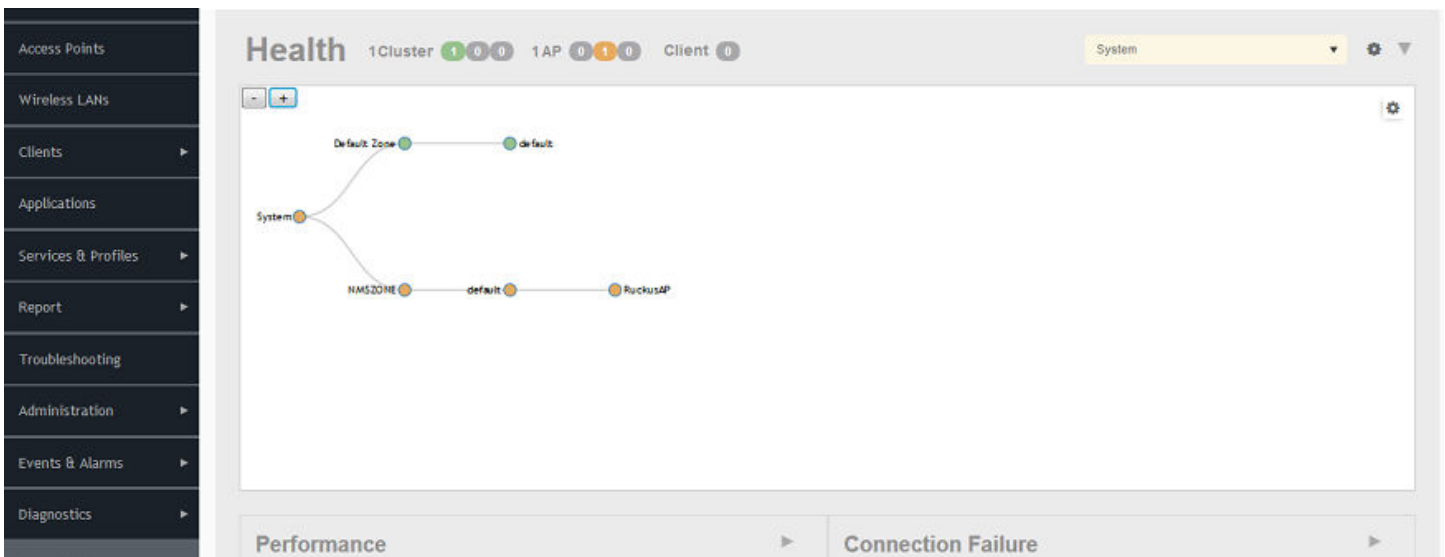 Access Points
Wireless LANs
Clients
Applications
Services & Profiles
Report
Troubleshooting
Administration
Events & Alarms
Diagnostics
Health 1Cluster 1 0 0 1AP 0 1 0 Client 0 System
- +
Default Zone default
System
NMSZONE default RuckusAP
Performance Connection Failure